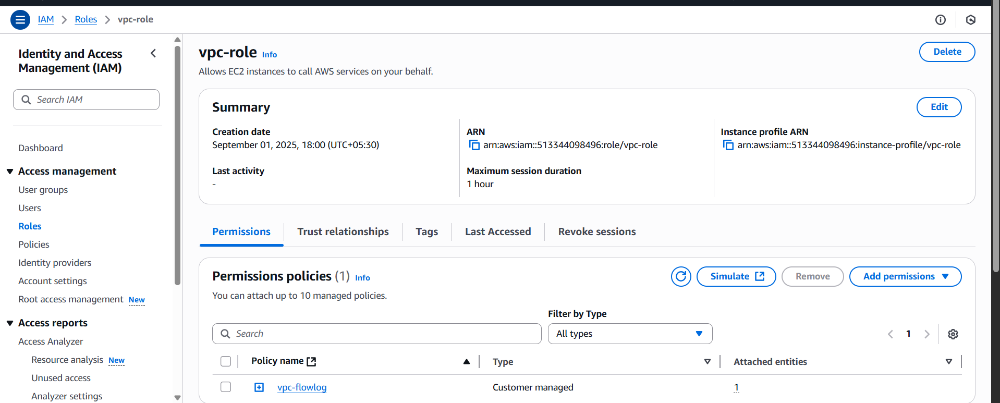 IAM > Roles > vpc-role
Identity and Access
Management (IAM)
Search IAM
Dashboard
Access management
User groups
Users
Roles
Policies
Identity providers
Account settings
Root access management New
Access reports
Access Analyzer
Resource analysis New
Unused access
Analyzer settings
vpc-role Info
Delete
Allows EC2 instances to call AWS services on your behalf.
Summary
Edit
Creation date
September 01, 2025, 18:00 (UTC+05:30)
ARN
arn:aws:iam::513344098496:role/vpc-role
Instance profile ARN
arn:aws:iam::513344098496:instance-profile/vpc-role
Last activity
-
Maximum session duration
1 hour
Permissions Trust relationships Tags Last Accessed Revoke sessions
Permissions policies (1) Info
Simulate Remove Add permissions
You can attach up to 10 managed policies.
Filter by Type
Search All types 1
Policy name Type Attached entities
vpc-flowlog Customer managed 1